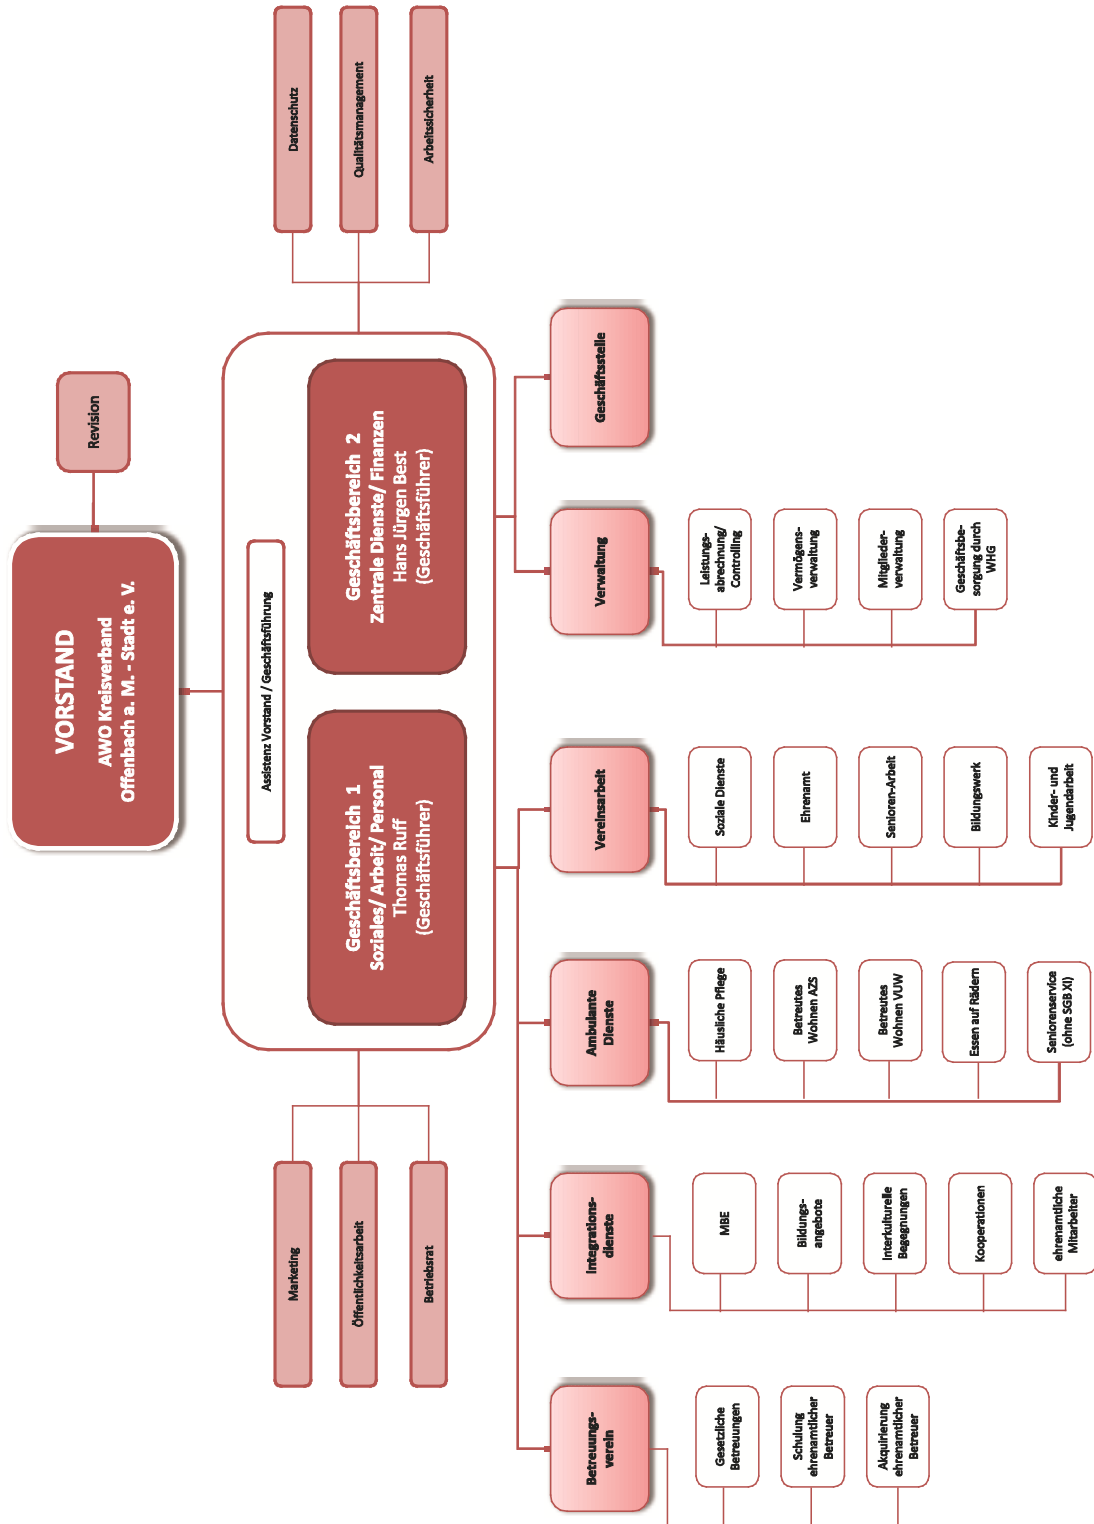 VORSTAND
AWO Kreisverband
Offenbach a. M. - Stadt e. V.
Revision
Assistenz Vorstand / Geschäftsführung
Geschäftsbereich 1
Soziales/ Arbeit/ Personal
Thomas Ruff
(Geschäftsführer)
Geschäftsbereich 2
Zentrale Dienste/ Finanzen
Hans Jürgen Best
(Geschäftsführer)
Marketing
Öffentlichkeitsarbeit
Betriebsrat
Datenschutz
Qualitätsmanagement
Arbeitssicherheit
Betreuungs-
verein
Gesetzliche
Betreuungen
Schulung
ehrenamtlicher
Betreuer
Akquirierung
ehrenamtlicher
Betreuer
Integrations-
dienste
MBE
Bildungs-
angebote
Interkulturelle
Begegnungen
Kooperationen
ehrenamtliche
Mitarbeiter
Ambulante
Dienste
Häusliche Pflege
Betreutes
Wohnen AZS
Betreutes
Wohnen VUW
Essen auf Rädern
Seniorenservice
(ohne SGB XI)
Vereinsarbeit
Soziale Dienste
Ehrenamt
Senioren-Arbeit
Bildungswerk
Kinder- und
Jugendarbeit
Verwaltung
Leistungs-
abrechnung/
Controlling
Vermögens-
verwaltung
Mitglieder-
verwaltung
Geschäftsbe-
sorgung durch
WHG
Geschäftsstelle